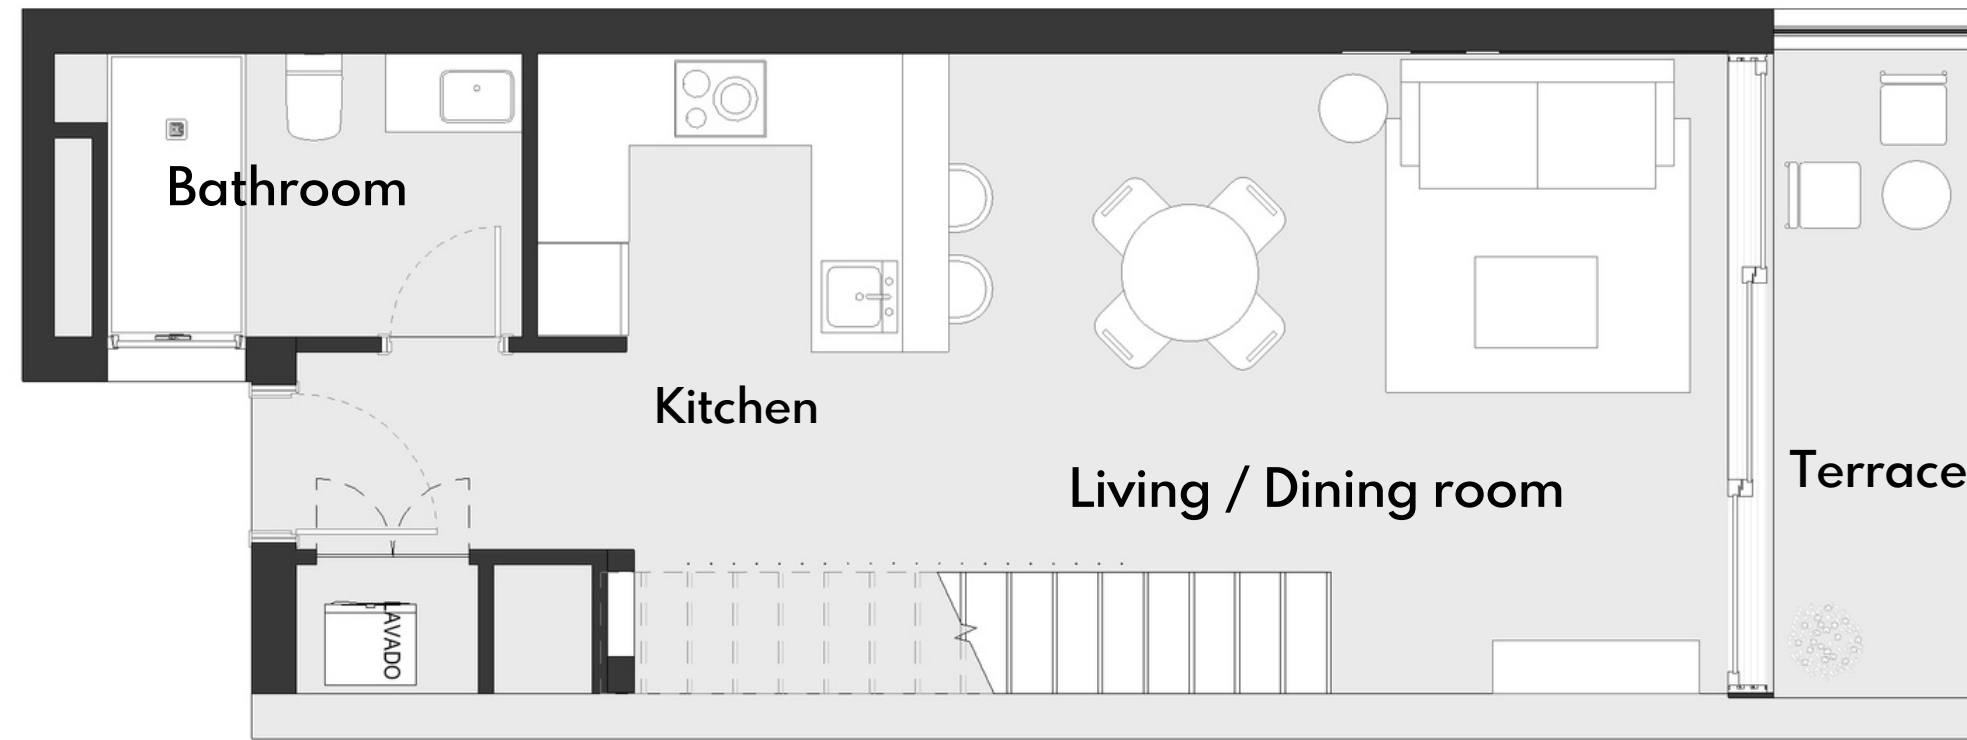 Bathroom
Kitchen
Living / Dining room
Terrace
LAVADO